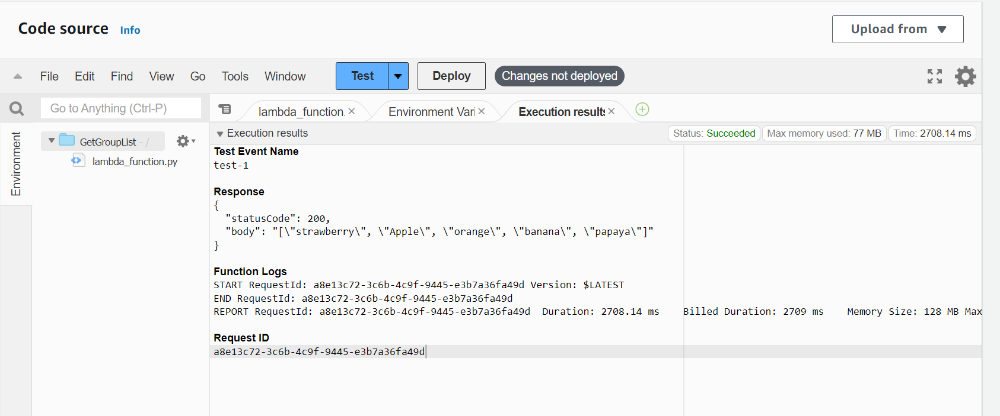 Code source Info
Upload from
File Edit Find View Go Tools Window Test Deploy Changes not deployed
Go to Anything (Ctrl-P)
lambda_function. Environment Vari Execution results
Environment
GetGroupList - /
lambda_function.py
Execution results
Status: Succeeded Max memory used: 77 MB Time: 2708.14 ms
Test Event Name
test-1
Response
{
  "statusCode": 200,
  "body": "[\"strawberry\", \"Apple\", \"orange\", \"banana\", \"papaya\"]"
}
Function Logs
START RequestId: a8e13c72-3c6b-4c9f-9445-e3b7a36fa49d Version: $LATEST
END RequestId: a8e13c72-3c6b-4c9f-9445-e3b7a36fa49d
REPORT RequestId: a8e13c72-3c6b-4c9f-9445-e3b7a36fa49d  Duration: 2708.14 ms    Billed Duration: 2709 ms    Memory Size: 128 MB Max
Request ID
a8e13c72-3c6b-4c9f-9445-e3b7a36fa49d